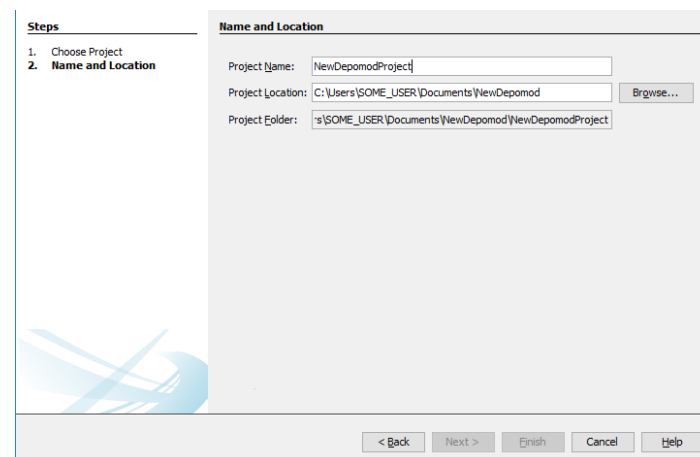 Steps
1. Choose Project
2. Name and Location
Name and Location
Project Name: NewDepomodProject
Project Location: C:\Users\SOME_USER\Documents\NewDepomod Browse...
Project Folder: 's\SOME_USER\Documents\NewDepomod\NewDepomodProject
< Back Next > Finish Cancel Help